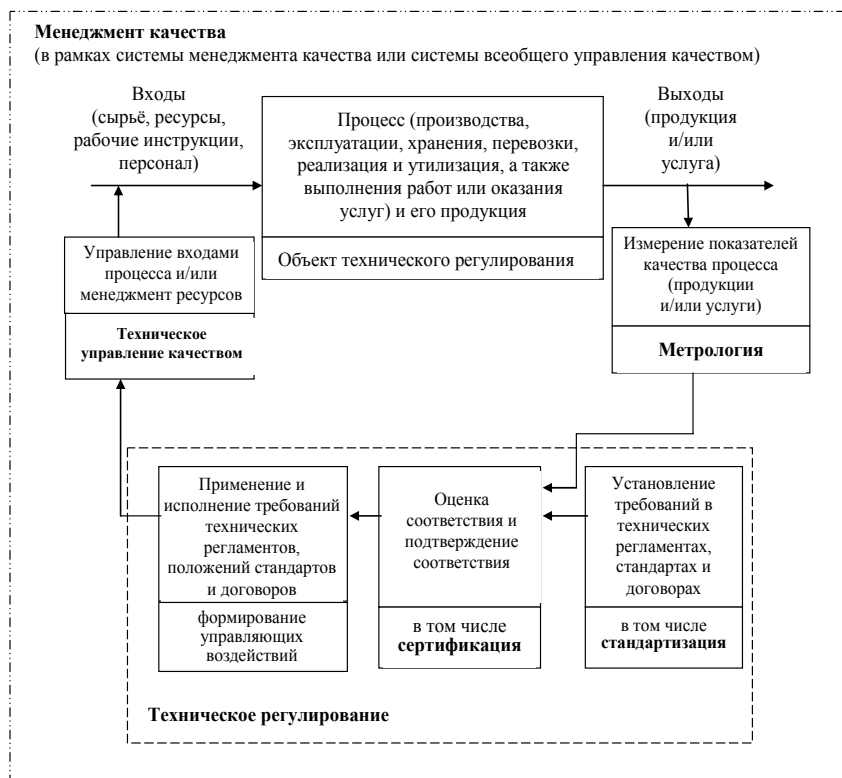 Менеджмент качества
(в рамках системы менеджмента качества или системы всеобщего управления качеством)
Входы
(сырьё, ресурсы,
рабочие инструкции,
персонал)
Процесс (производства,
эксплуатации, хранения, перевозки,
реализация и утилизация, а также
выполнения работ или оказания
услуг) и его продукция
Объект технического регулирования
Выходы
(продукция
и/или
услуга)
Управление входами
процесса и/или
менеджмент ресурсов
Техническое
управление качеством
Измерение показателей
качества процесса
(продукции
и/или услуги)
Метрология
Применение и
исполнение требований
технических
регламентов,
положений стандартов
и договоров
формирование
управляющих
воздействий
Оценка
соответствия и
подтверждение
соответствия
в том числе
сертификация
Установление
требований в
технических
регламентах,
стандартах и
договорах
в том числе
стандартизация
Техническое регулирование